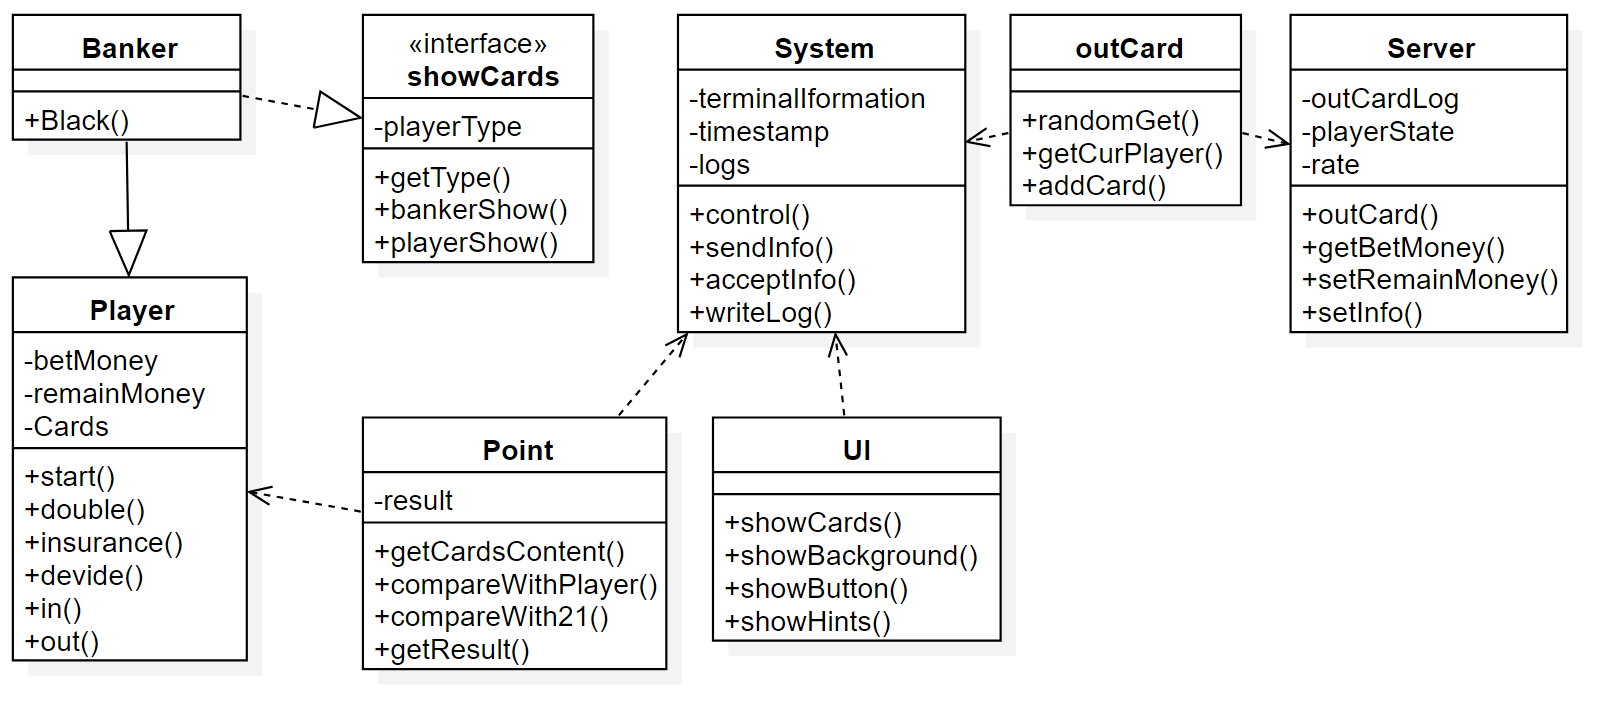 Banker
+Black()
«interface»
showCards
-playerType
+getType()
+bankerShow()
+playerShow()
System
-terminalIformation
-timestamp
-logs
+control()
+sendInfo()
+acceptInfo()
+writeLog()
outCard
+randomGet()
+getCurPlayer()
+addCard()
Server
-outCardLog
-playerState
-rate
+outCard()
+getBetMoney()
+setRemainMoney()
+setInfo()
Player
-betMoney
-remainMoney
-Cards
+start()
+double()
+insurance()
+devide()
+in()
+out()
Point
-result
+getCardsContent()
+compareWithPlayer()
+compareWith21()
+getResult()
UI
+showCards()
+showBackground()
+showButton()
+showHints()